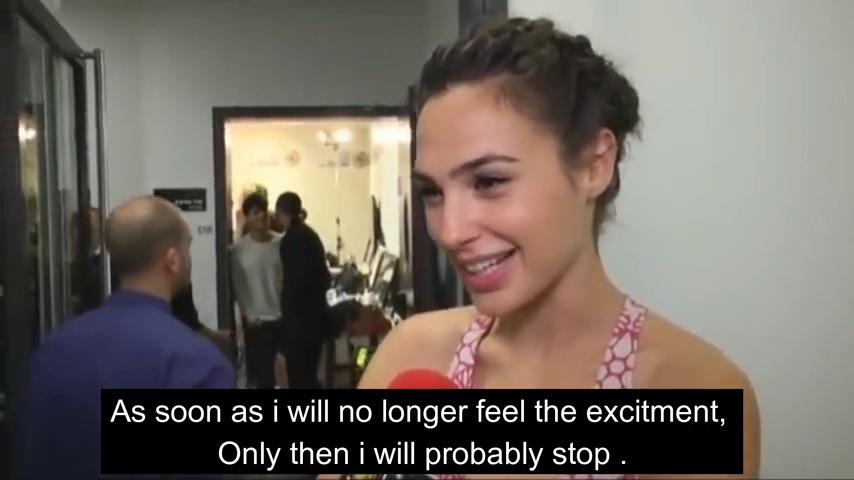 As soon as i will no longer feel the excitment,
Only then i will probably stop .